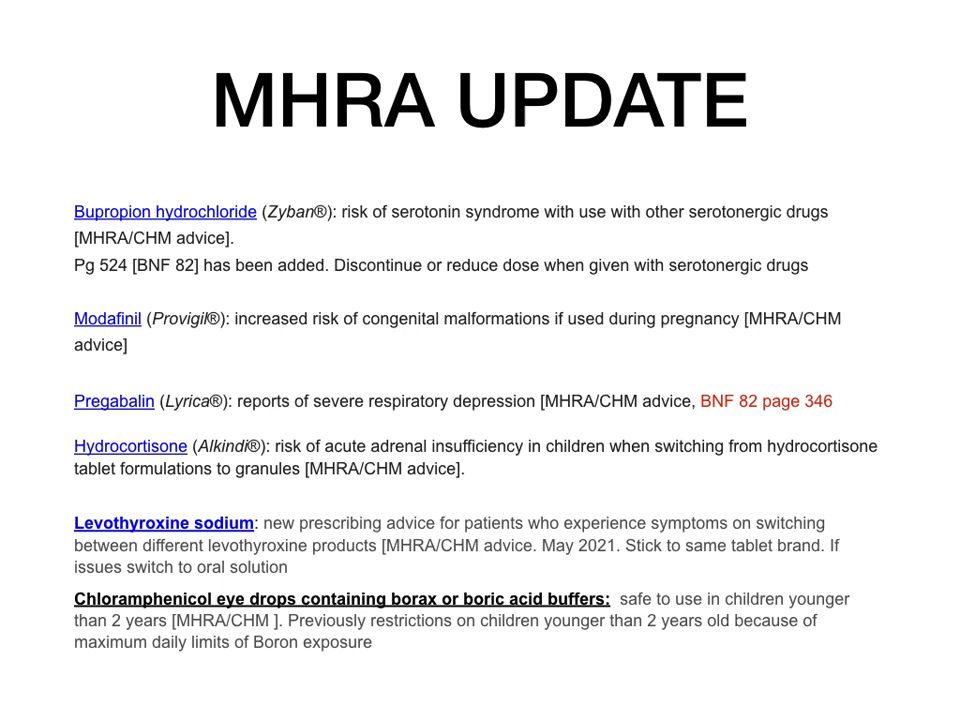 MHRA UPDATE
Bupropion hydrochloride (Zyban®): risk of serotonin syndrome with use with other serotonergic drugs
[MHRA/CHM advice].
Pg 524 [BNF 82] has been added. Discontinue or reduce dose when given with serotonergic drugs
Modafinil (Provigil®): increased risk of congenital malformations if used during pregnancy [MHRA/CHM
advice]
Pregabalin (Lyrica®): reports of severe respiratory depression [MHRA/CHM advice, BNF 82 page 346
Hydrocortisone (Alkindi®): risk of acute adrenal insufficiency in children when switching from hydrocortisone
tablet formulations to granules [MHRA/CHM advice].
Levothyroxine sodium: new prescribing advice for patients who experience symptoms on switching
between different levothyroxine products [MHRA/CHM advice. May 2021. Stick to same tablet brand. If
issues switch to oral solution
Chloramphenicol eye drops containing borax or boric acid buffers: safe to use in children younger
than 2 years [MHRA/CHM ]. Previously restrictions on children younger than 2 years old because of
maximum daily limits of Boron exposure